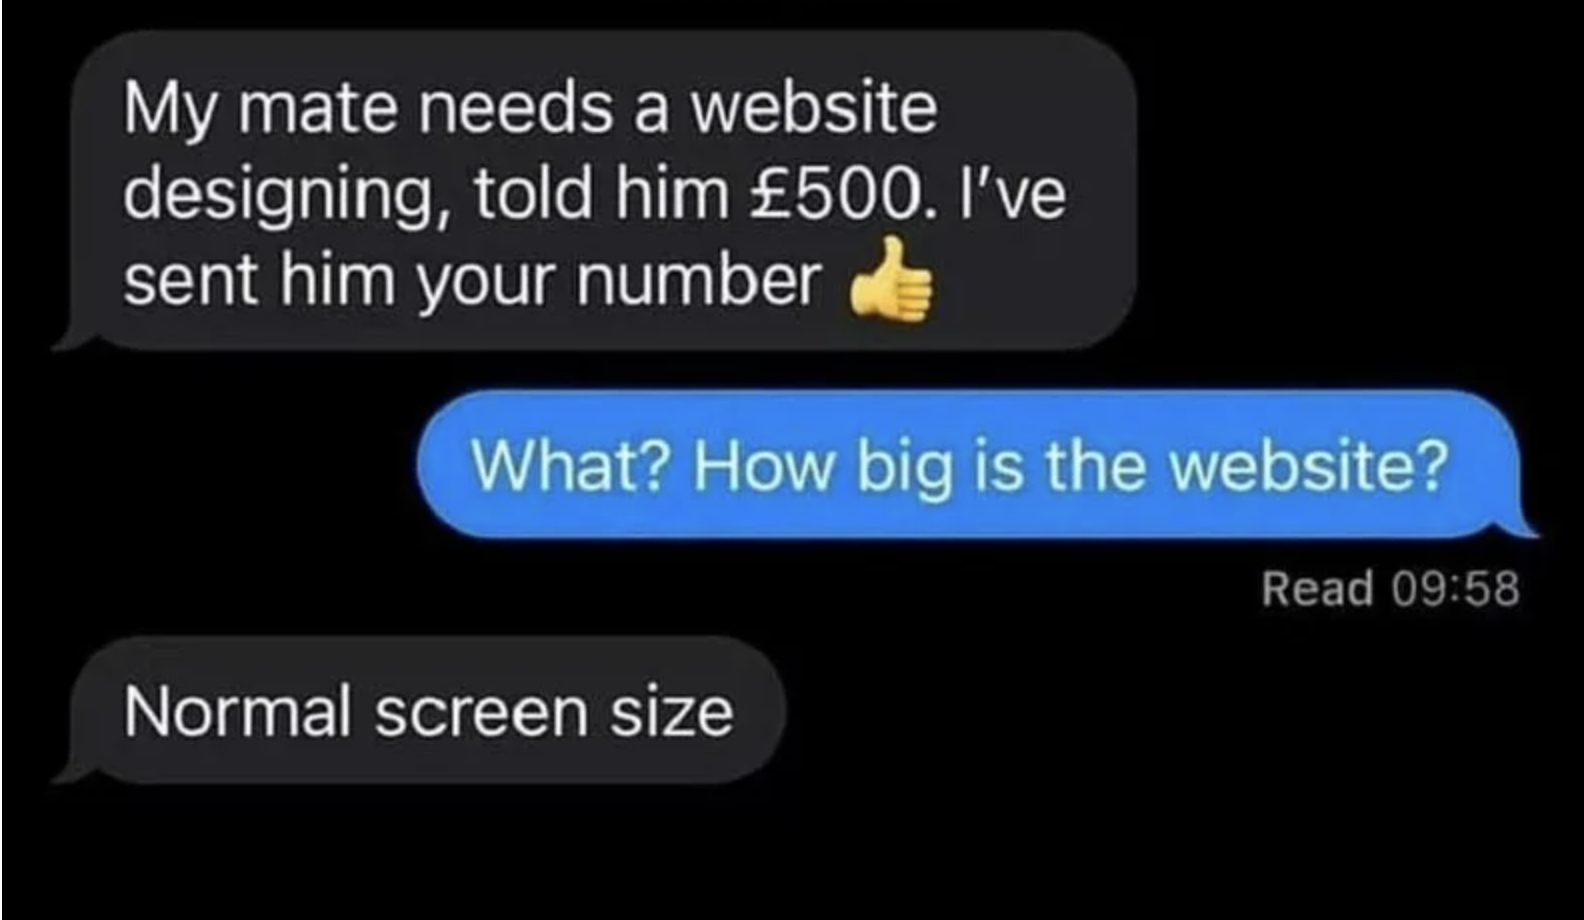 My mate needs a website
designing, told him £500. I've
sent him your number 👍
What? How big is the website?
Read 09:58
Normal screen size